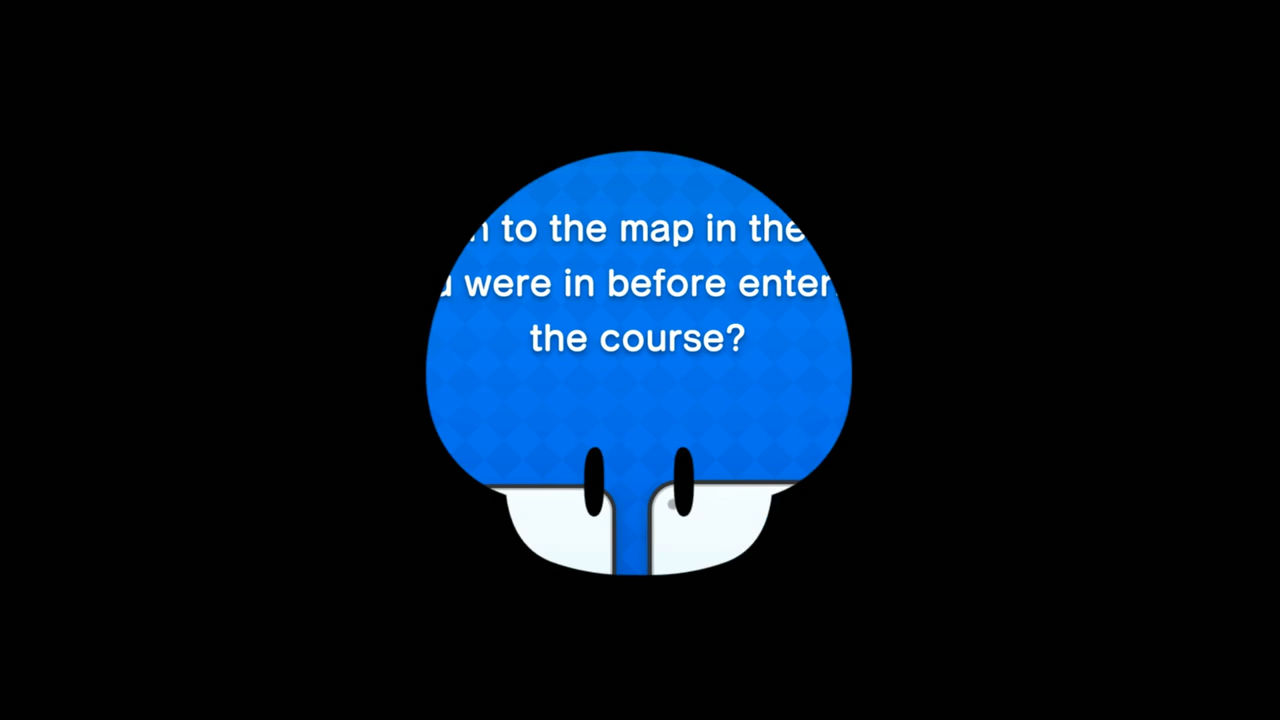 to the map in the
were in before enter
the course?